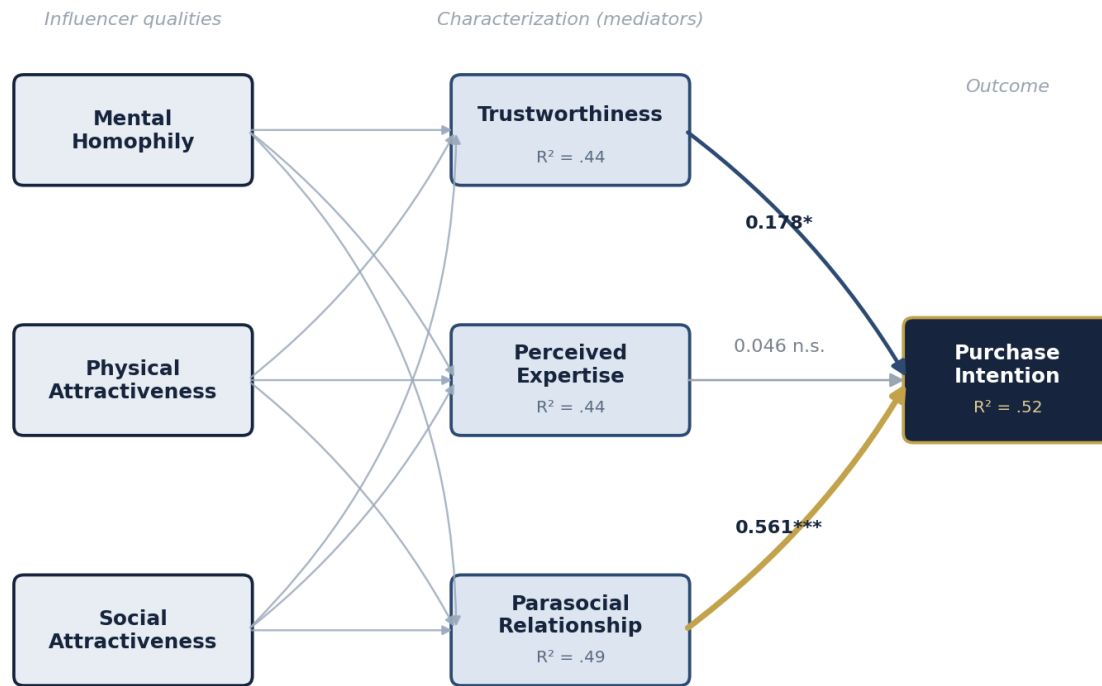 Influencer qualities
Characterization (mediators)
Outcome
Mental
Homophily
Trustworthiness
R² = .44
0.178*
Physical
Attractiveness
Perceived
Expertise
R² = .44
0.046 n.s.
Purchase
Intention
R² = .52
0.561***
Social
Attractiveness
Parasocial
Relationship
R² = .49